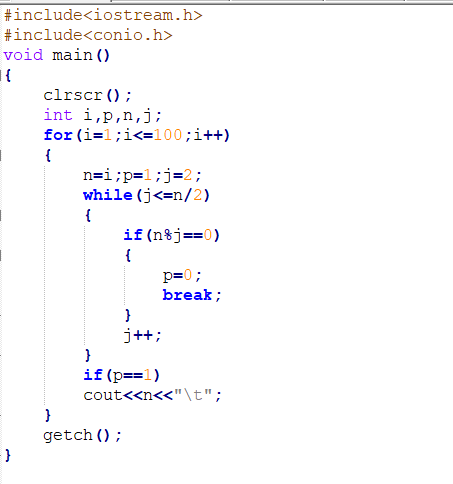 #include<iostream.h>
#include<conio.h>
void main()
{
    clrscr();
    int i,p,n,j;
    for(i=1;i<=100;i++)
    {
        n=i;p=1;j=2;
        while(j<=n/2)
        {
            if(n%j==0)
            {
                p=0;
                break;
            }
            j++;
        }
        if(p==1)
        cout<<n<<"\t";
    }
    getch();
}